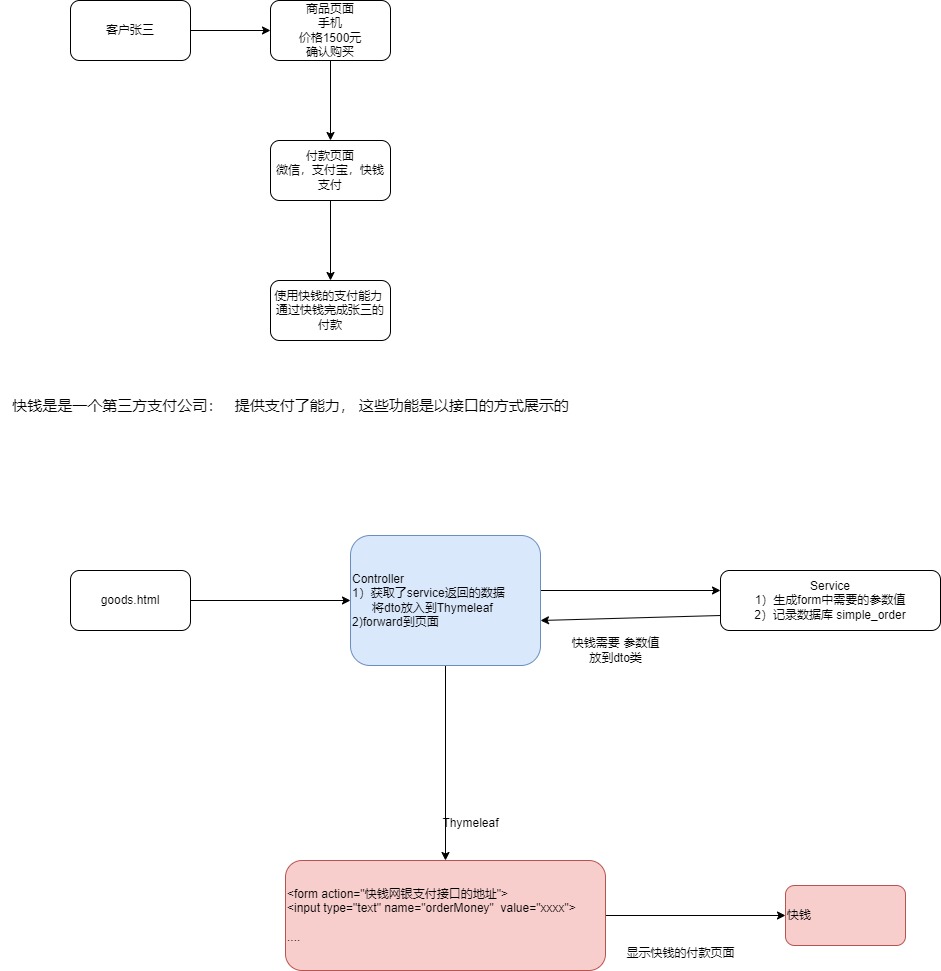 客户张三
商品页面
手机
价格1500元
确认购买
付款页面
微信，支付宝，快钱
支付
使用快钱的支付能力
通过快钱完成张三的
付款
快钱是是一个第三方支付公司： 提供支付了能力， 这些功能是以接口的方式展示的
goods.html
Controller
1）获取了service返回的数据
将dto放入到Thymeleaf
2)forward到页面
Service
1）生成form中需要的参数值
2）记录数据库 simple_order
快钱需要 参数值
放到dto类
Thymeleaf
<form action="快钱网银支付接口的地址">
<input type="text" name="orderMoney" value="xxxx">
....
快钱
显示快钱的付款页面